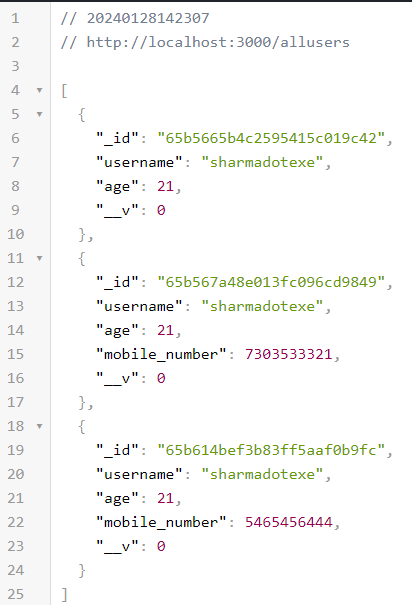 1 // 20240128142307
2 // http://localhost:3000/allusers
3
4 [
5   {
6     "_id": "65b5665b4c2595415c019c42",
7     "username": "sharmadotexe",
8     "age": 21,
9     "__v": 0
10   },
11   {
12     "_id": "65b567a48e013fc096cd9849",
13     "username": "sharmadotexe",
14     "age": 21,
15     "mobile_number": 7303533321,
16     "__v": 0
17   },
18   {
19     "_id": "65b614bef3b83ff5aaf0b9fc",
20     "username": "sharmadotexe",
21     "age": 21,
22     "mobile_number": 5465456444,
23     "__v": 0
24   }
25 ]